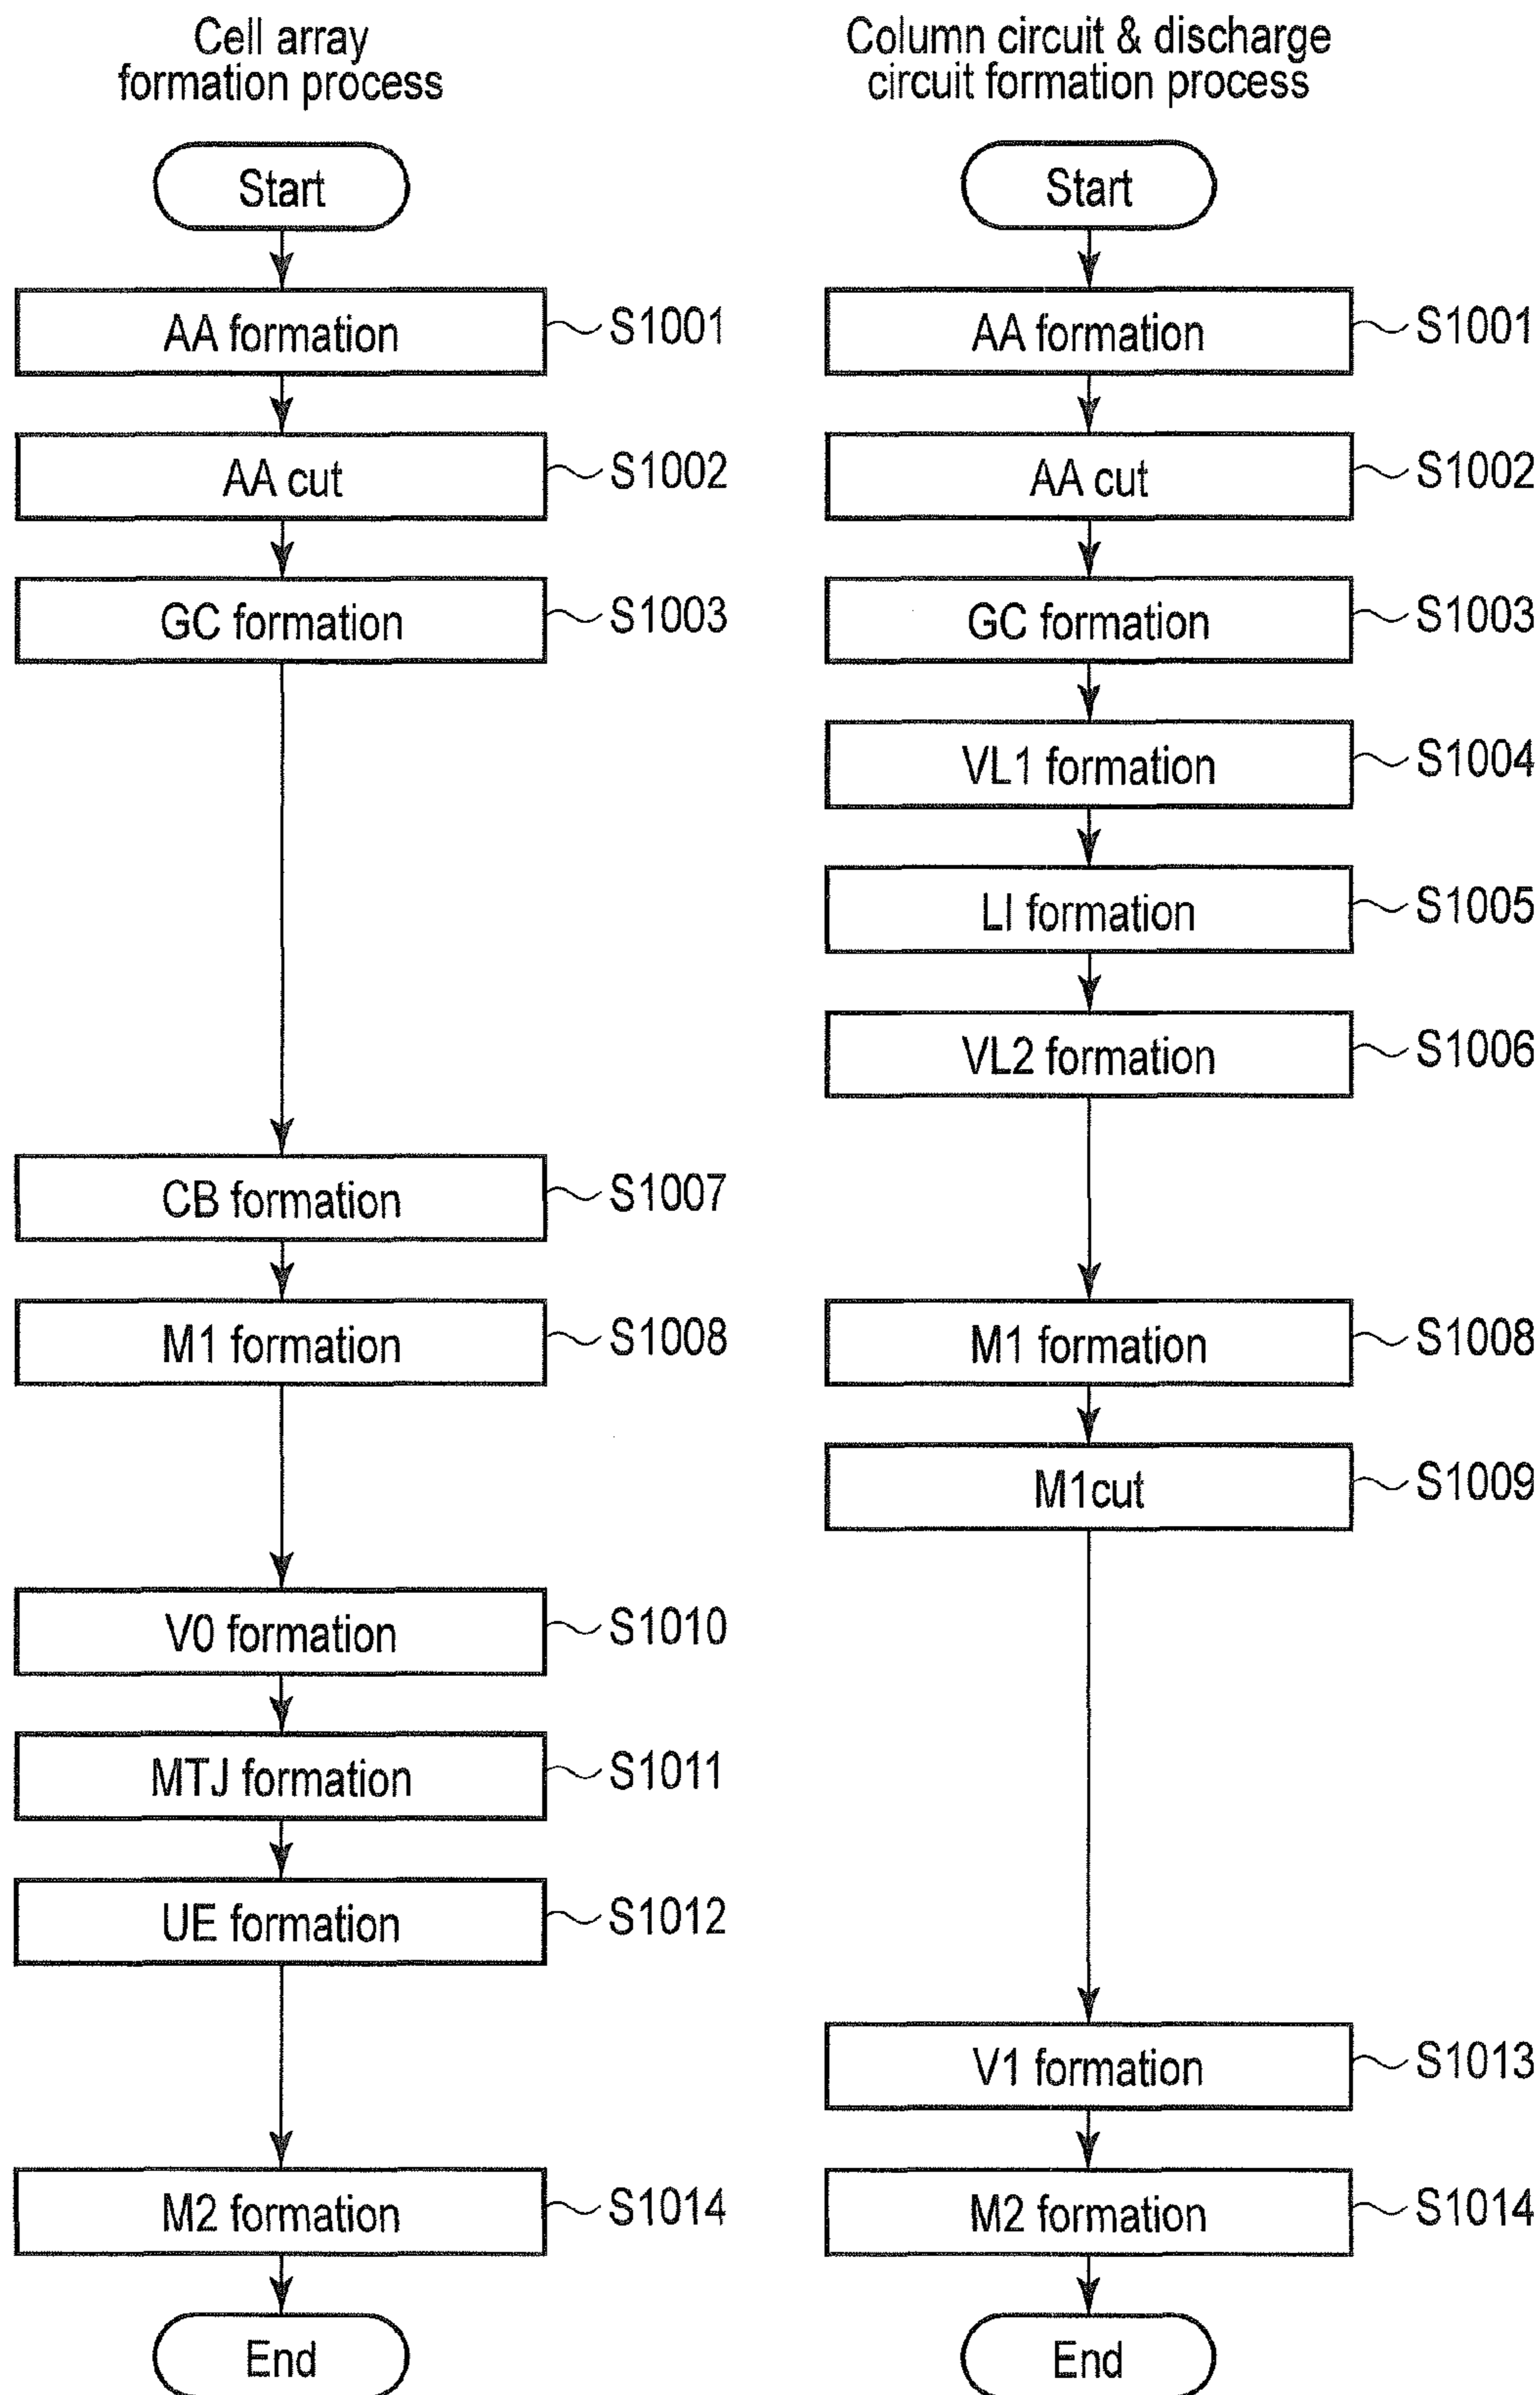 Cell array
formation process
Start
AA formation
S1001
AA cut
S1002
GC formation
S1003
CB formation
S1007
M1 formation
S1008
V0 formation
S1010
MTJ formation
S1011
UE formation
S1012
M2 formation
S1014
End
Column circuit & discharge
circuit formation process
Start
AA formation
S1001
AA cut
S1002
GC formation
S1003
VL1 formation
S1004
LI formation
S1005
VL2 formation
S1006
M1 formation
S1008
M1cut
S1009
V1 formation
S1013
M2 formation
S1014
End